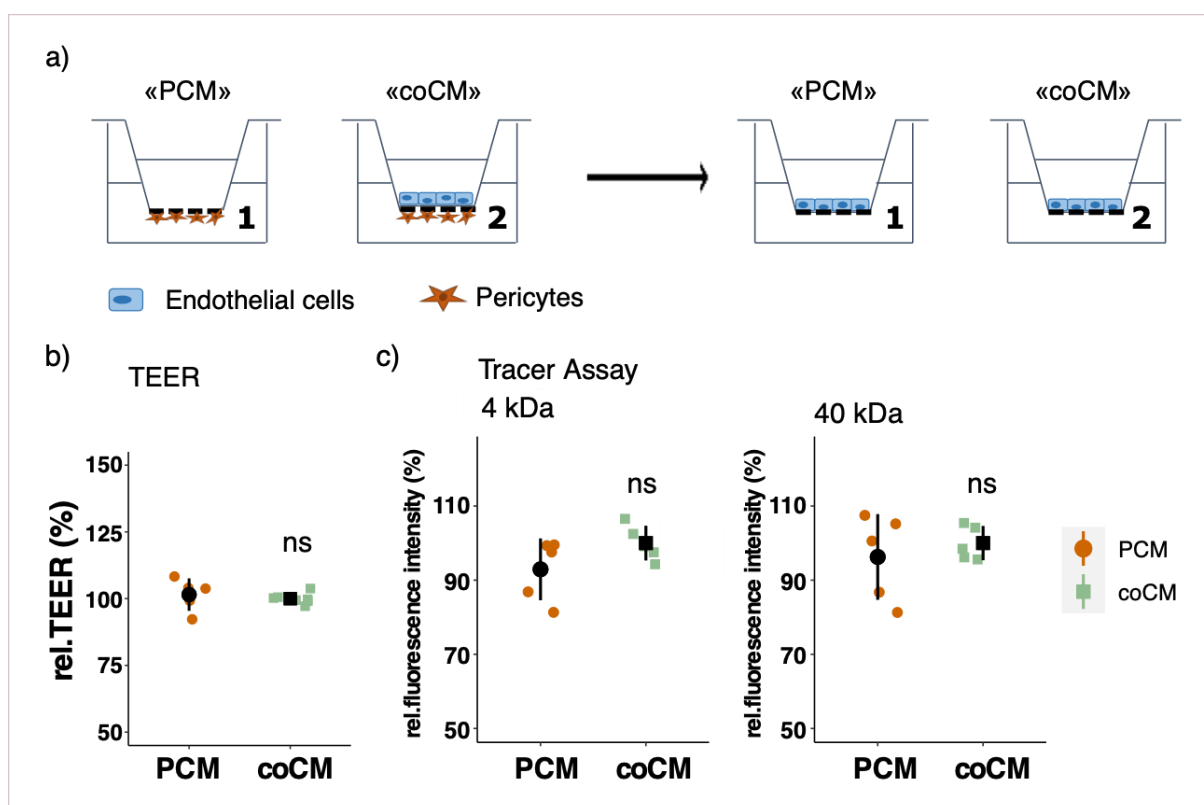 a)
«PCM» «coCM» «PCM» «coCM»
1 2 1 2
Endothelial cells Pericytes
b) c)
TEER
rel.TEER (%)
150
125
100
75
50
ns
PCM coCM
Tracer Assay
4 kDa
rel.fluorescence intensity (%)
110
90
70
50
ns
PCM coCM
40 kDa
rel.fluorescence intensity (%)
110
90
70
50
ns
PCM coCM
PCM
coCM